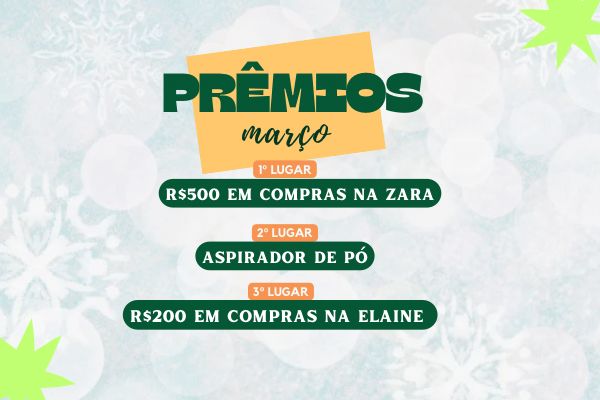 PRÊMIOS
março
1º LUGAR
R$500 EM COMPRAS NA ZARA
2º LUGAR
ASPIRADOR DE PÓ
3º LUGAR
R$200 EM COMPRAS NA ELAINE